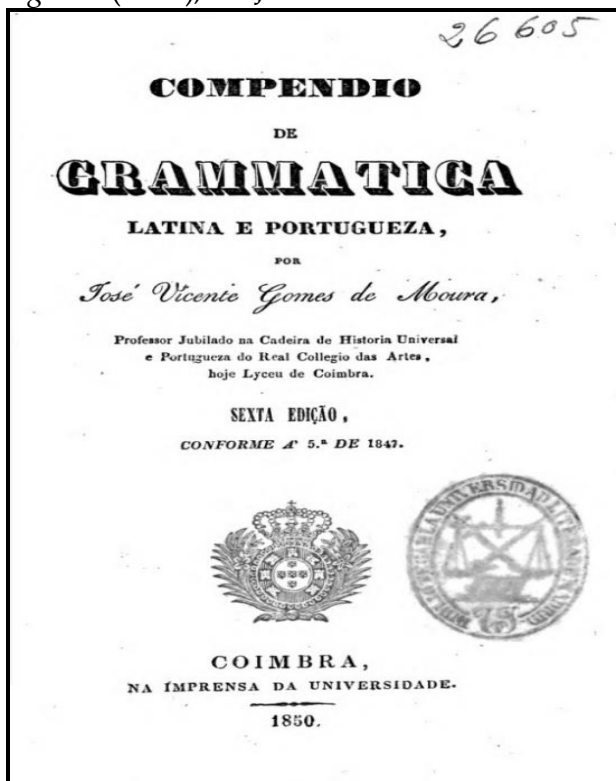 26605
COMPENDIO
DE
GRAMMATICA
LATINA E PORTUGUEZA,
POR
José Vicente Gomes de Moura,
Professor Jubilado na Cadeira de Historia Universal
e Portugueza do Real Collegio das Artes,
hoje Lyceu de Coimbra.
SEXTA EDIÇÃO,
CONFORME A' 5.ª DE 1847.
COIMBRA,
NA IMPRENSA DA UNIVERSIDADE.
1850.